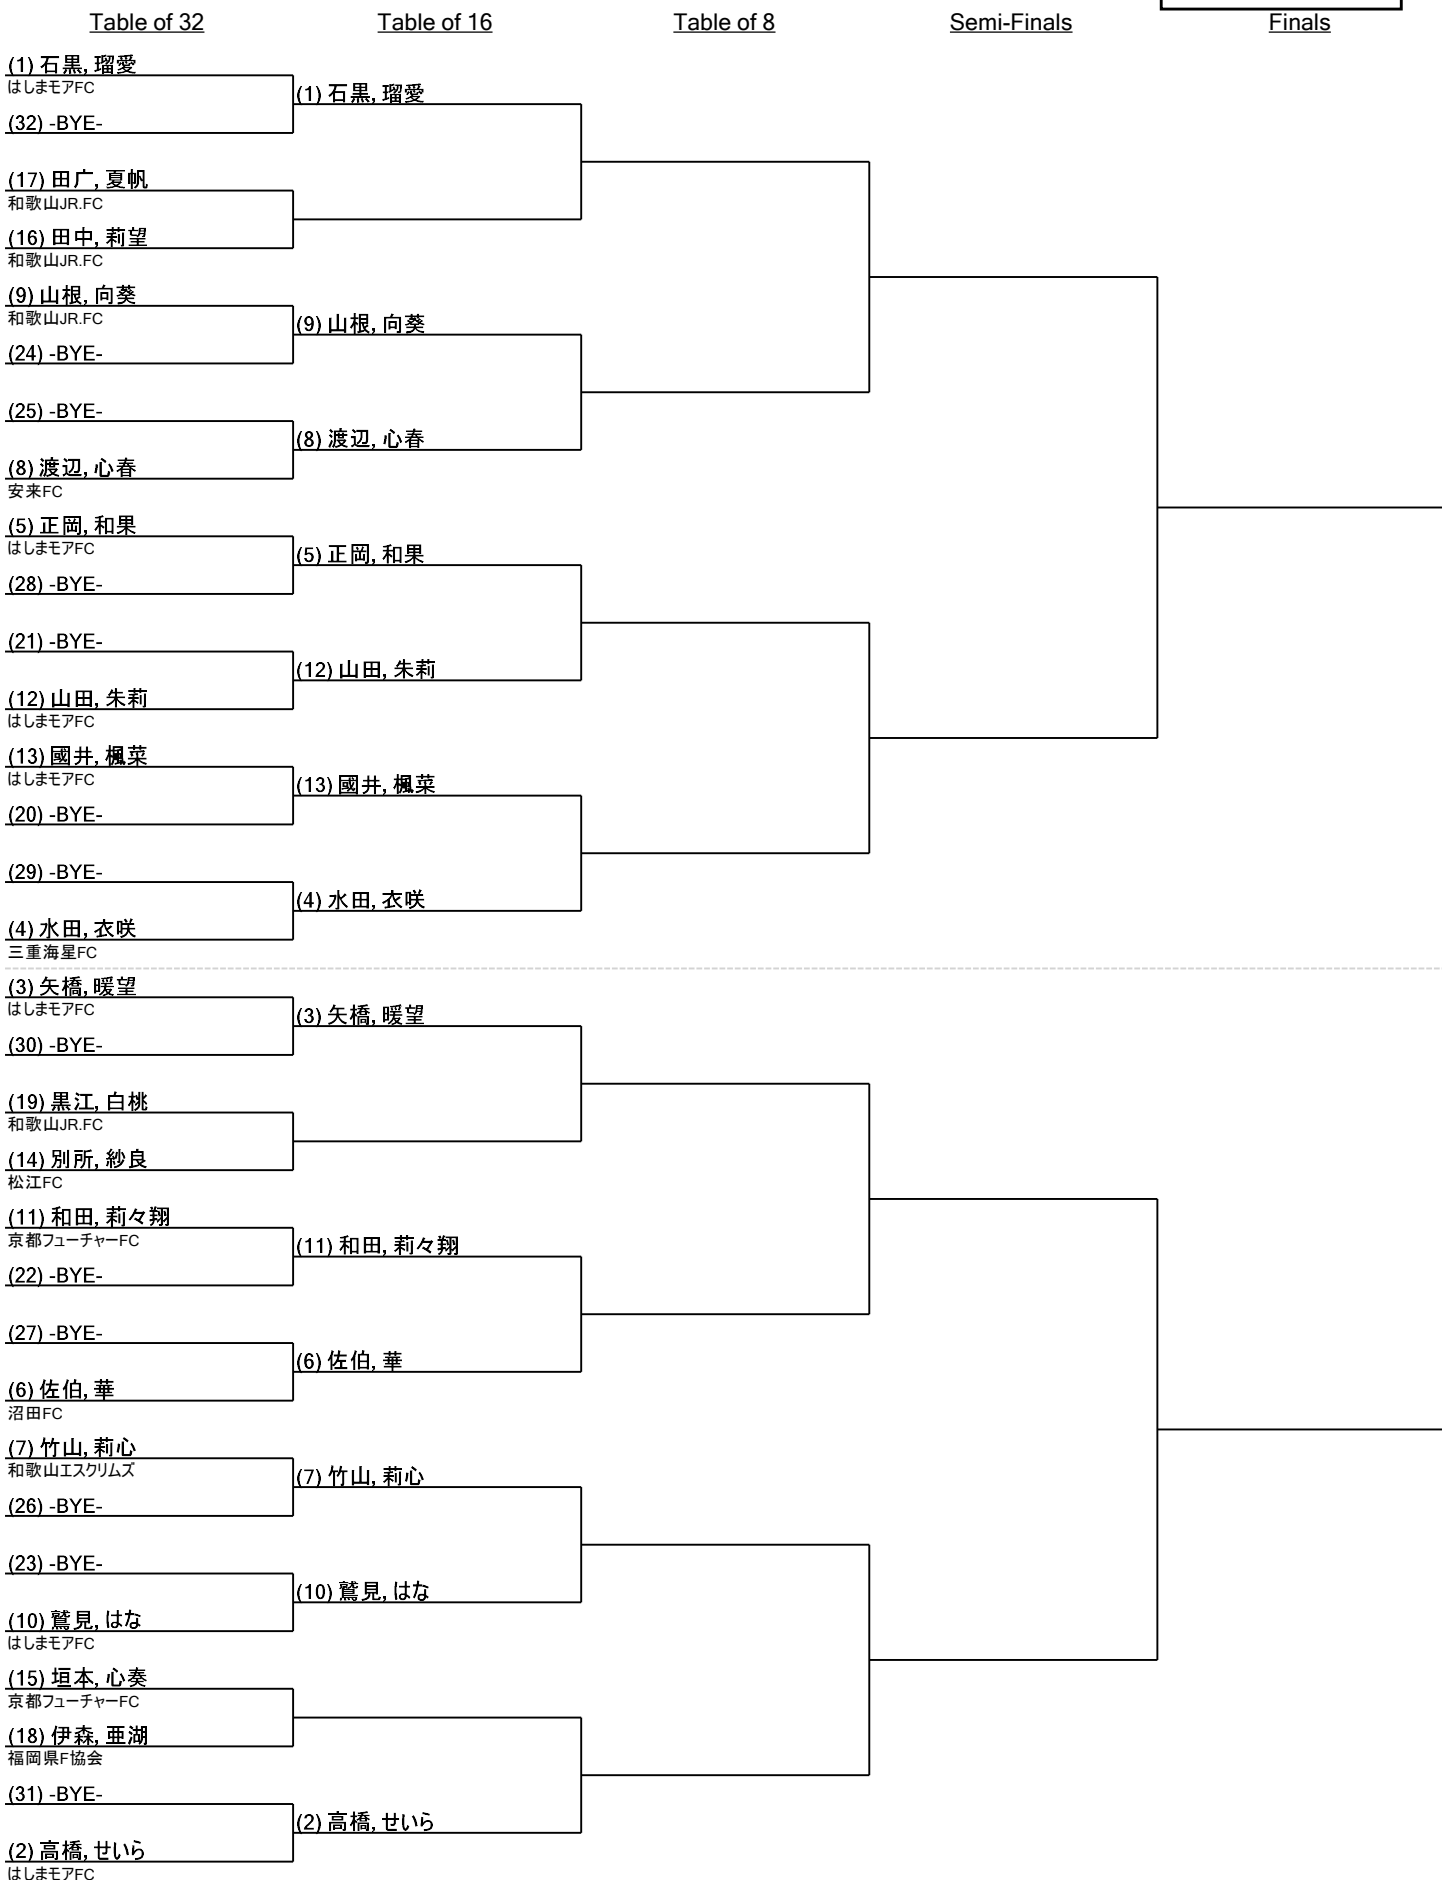 Table of 32 Table of 16 Table of 8 Semi-Finals Finals
(1) 石黒, 瑠愛
はしまモアFC
(1) 石黒, 瑠愛
(32) -BYE-
(17) 田广, 夏帆
和歌山JR.FC
(16) 田中, 莉望
和歌山JR.FC
(9) 山根, 向葵
和歌山JR.FC
(9) 山根, 向葵
(24) -BYE-
(25) -BYE-
(8) 渡辺, 心春
(8) 渡辺, 心春
安来FC
(5) 正岡, 和果
はしまモアFC
(5) 正岡, 和果
(28) -BYE-
(21) -BYE-
(12) 山田, 朱莉
(12) 山田, 朱莉
はしまモアFC
(13) 國井, 楓菜
はしまモアFC
(13) 國井, 楓菜
(20) -BYE-
(29) -BYE-
(4) 水田, 衣咲
(4) 水田, 衣咲
三重海星FC
(3) 矢橋, 暖望
はしまモアFC
(3) 矢橋, 暖望
(30) -BYE-
(19) 黒江, 白桃
和歌山JR.FC
(14) 別所, 紗良
松江FC
(11) 和田, 莉々翔
京都フューチャーFC
(11) 和田, 莉々翔
(22) -BYE-
(27) -BYE-
(6) 佐伯, 華
(6) 佐伯, 華
沼田FC
(7) 竹山, 莉心
和歌山エスクリムズ
(7) 竹山, 莉心
(26) -BYE-
(23) -BYE-
(10) 鷲見, はな
(10) 鷲見, はな
はしまモアFC
(15) 垣本, 心奏
京都フューチャーFC
(18) 伊森, 亜湖
福岡県F協会
(31) -BYE-
(2) 高橋, せいら
(2) 高橋, せいら
はしまモアFC